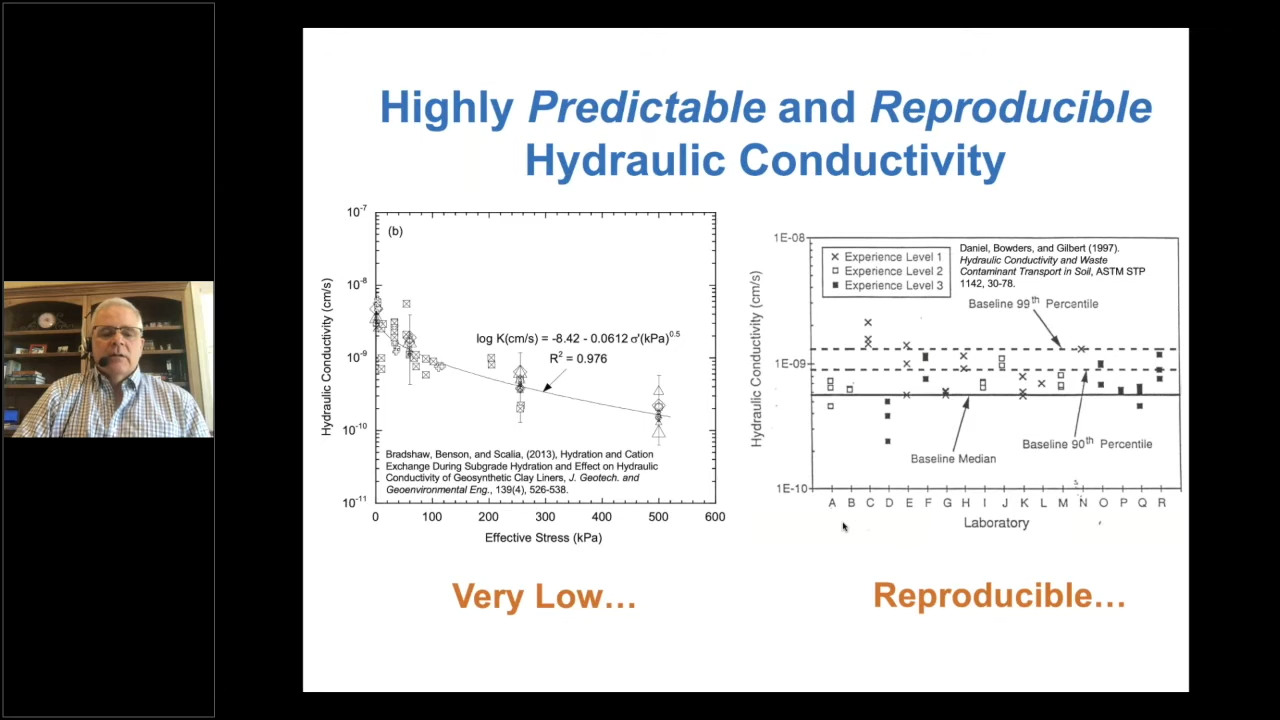 Highly Predictable and Reproducible
Hydraulic Conductivity
10-7
10-8
10-9
10-10
10-11
Hydraulic Conductivity (cm/s)
(b)
log K(cm/s) = -8.42 - 0.0612 σ'(kPa)0.5
R2 = 0.976
Bradshaw, Benson, and Scalia, (2013), Hydration and Cation
Exchange During Subgrade Hydration and Effect on Hydraulic
Conductivity of Geosynthetic Clay Liners, J. Geotech. and
Geoenvironmental Eng., 139(4), 526-538.
0 100 200 300 400 500 600
Effective Stress (kPa)
Very Low…
1E-08
1E-09
1E-10
Hydraulic Conductivity (cm/s)
Experience Level 1
Experience Level 2
Experience Level 3
Daniel, Bowders, and Gilbert (1997).
Hydraulic Conductivity and Waste
Contaminant Transport in Soil, ASTM STP
1142, 30-78.
Baseline 99th Percentile
Baseline 90th Percentile
Baseline Median
A B C D E F G H I J K L M N O P Q R
Laboratory
Reproducible…